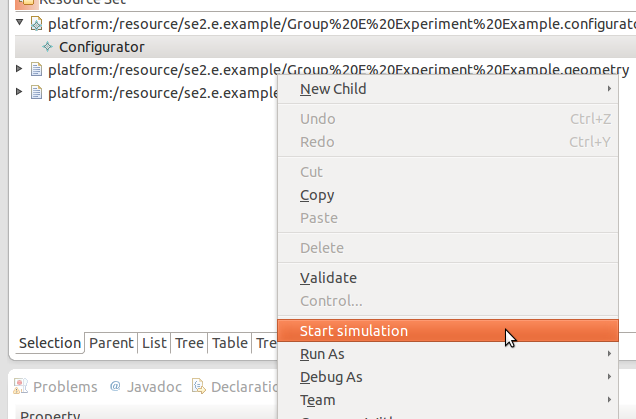 Resource Set
platform:/resource/se2.e.example/Group%20E%20Experiment%20Example.configurato
Configurator
platform:/resource/se2.e.example/Group%20E%20Experiment%20Example.geometry
platform:/resource/se2.e.example
New Child
Undo Ctrl+Z
Redo Ctrl+Y
Cut
Copy
Paste
Delete
Validate
Control...
Start simulation
Run As
Debug As
Team
Selection Parent List Tree Table Tre
Problems @ Javadoc Declaratio
Property